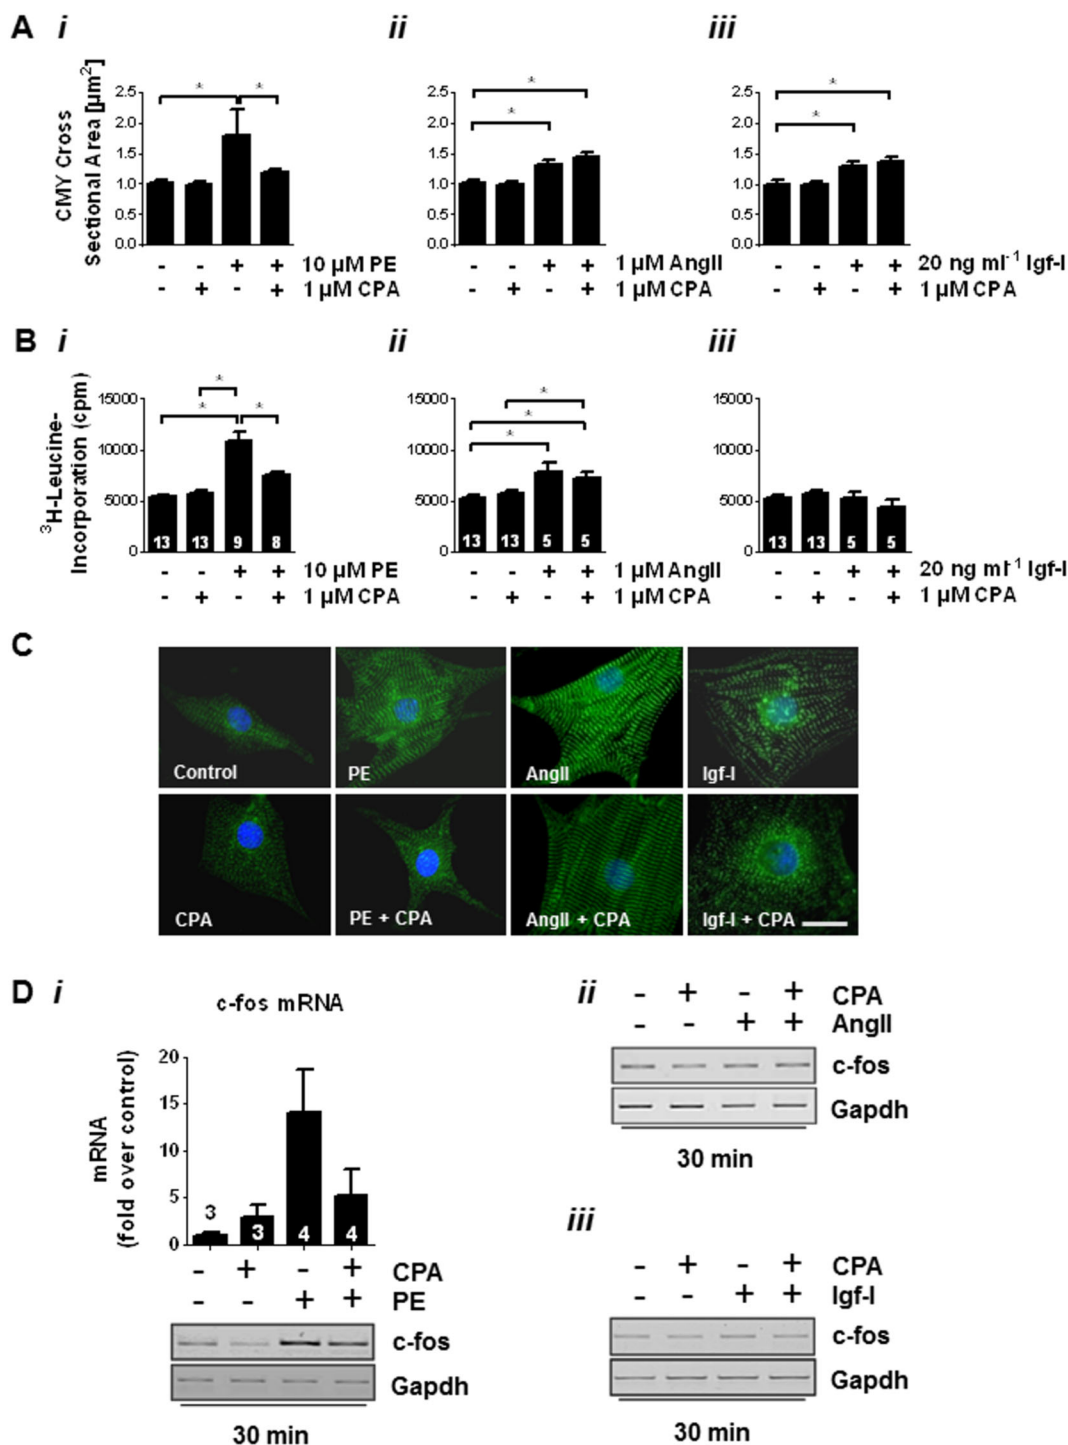 A i ii iii
CMY Cross
Sectional Area [µm²]
2.5 2.0 1.5 1.0 0.5 0.0
* *
- - + + 10 µM PE
- + - + 1 µM CPA
2.5 2.0 1.5 1.0 0.5 0.0
* *
- - + + 1 µM AngII
- + - + 1 µM CPA
2.5 2.0 1.5 1.0 0.5 0.0
* *
- - + + 20 ng ml⁻¹ Igf-I
- + - + 1 µM CPA
B i ii iii
³H-Leucine-
Incorporation (cpm)
15000 10000 5000 0
* * *
13 13 9 8
- - + + 10 µM PE
- + - + 1 µM CPA
15000 10000 5000 0
* * *
13 13 5 5
- - + + 1 µM AngII
- + - + 1 µM CPA
15000 10000 5000 0
13 13 5 5
- - + + 20 ng ml⁻¹ Igf-I
- + - + 1 µM CPA
C
Control PE AngII Igf-I
CPA PE + CPA AngII + CPA Igf-I + CPA
D i
c-fos mRNA
mRNA
(fold over control)
20 15 10 5 0
3 3 4 4
- + - + CPA
- - + + PE
c-fos
Gapdh
30 min
ii
- + - + CPA
- - + + AngII
c-fos
Gapdh
30 min
iii
- + - + CPA
- - + + Igf-I
c-fos
Gapdh
30 min